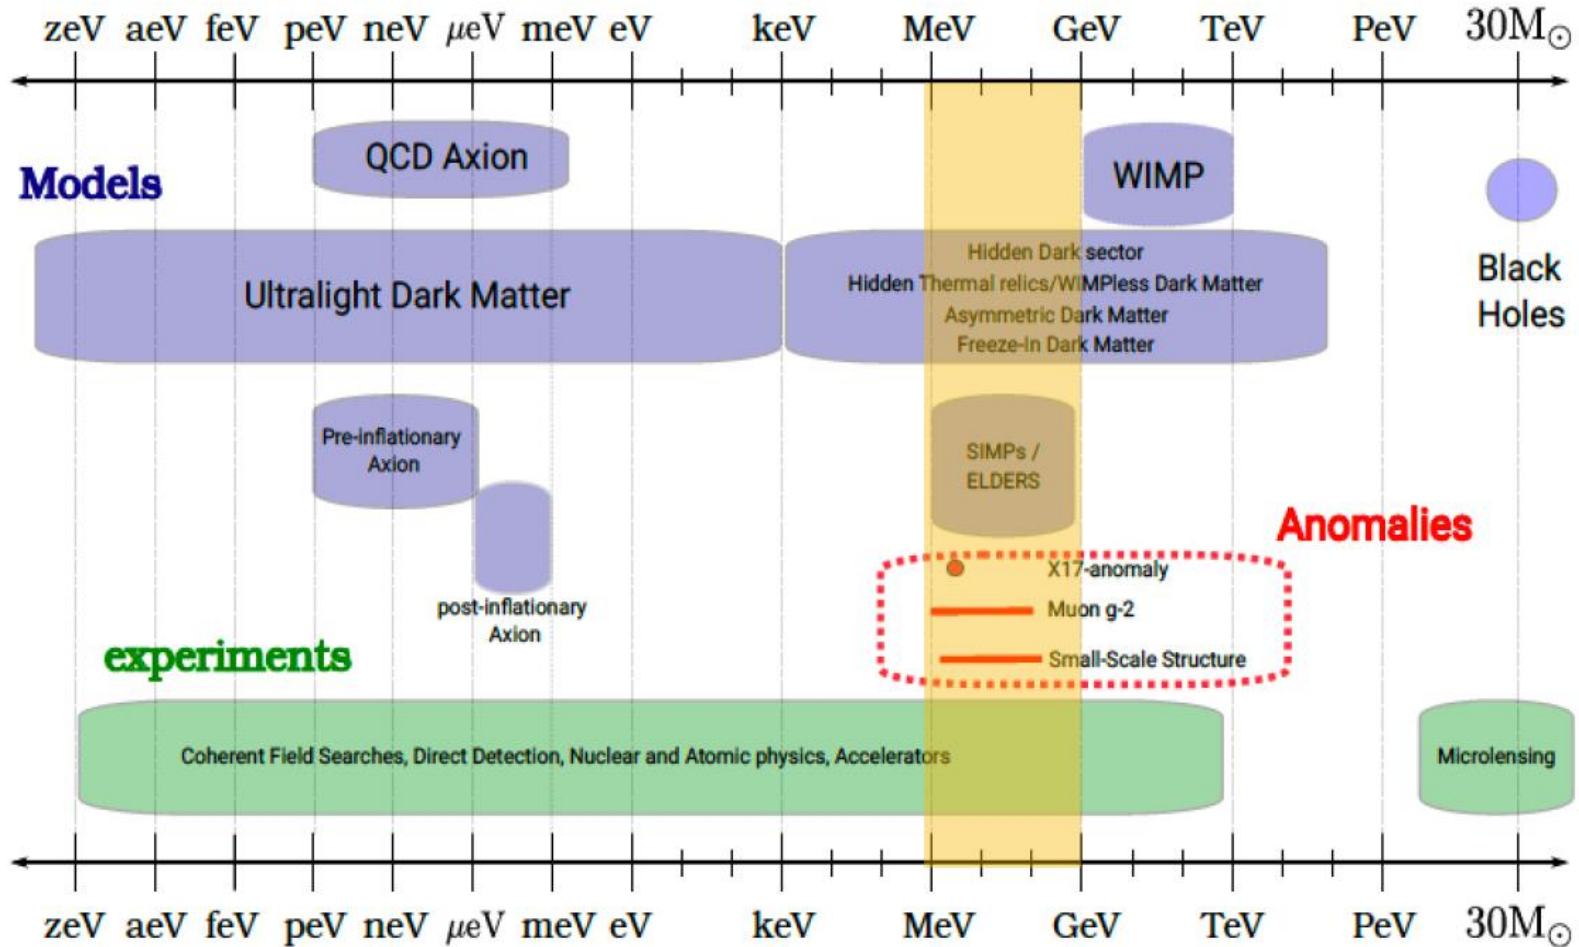 zeV aeV feV peV neV μeV meV eV keV MeV GeV TeV PeV 30M⊙
QCD Axion
WIMP
Models
Ultralight Dark Matter
Hidden Dark sector
Hidden Thermal relics/WIMPless Dark Matter
Asymmetric Dark Matter
Freeze-In Dark Matter
Black
Holes
Pre-inflationary
Axion
SIMPs /
ELDERS
Anomalies
X17-anomaly
post-inflationary
Axion
Muon g-2
experiments
Small-Scale Structure
Coherent Field Searches, Direct Detection, Nuclear and Atomic physics, Accelerators
Microlensing
zeV aeV feV peV neV μeV meV eV keV MeV GeV TeV PeV 30M⊙